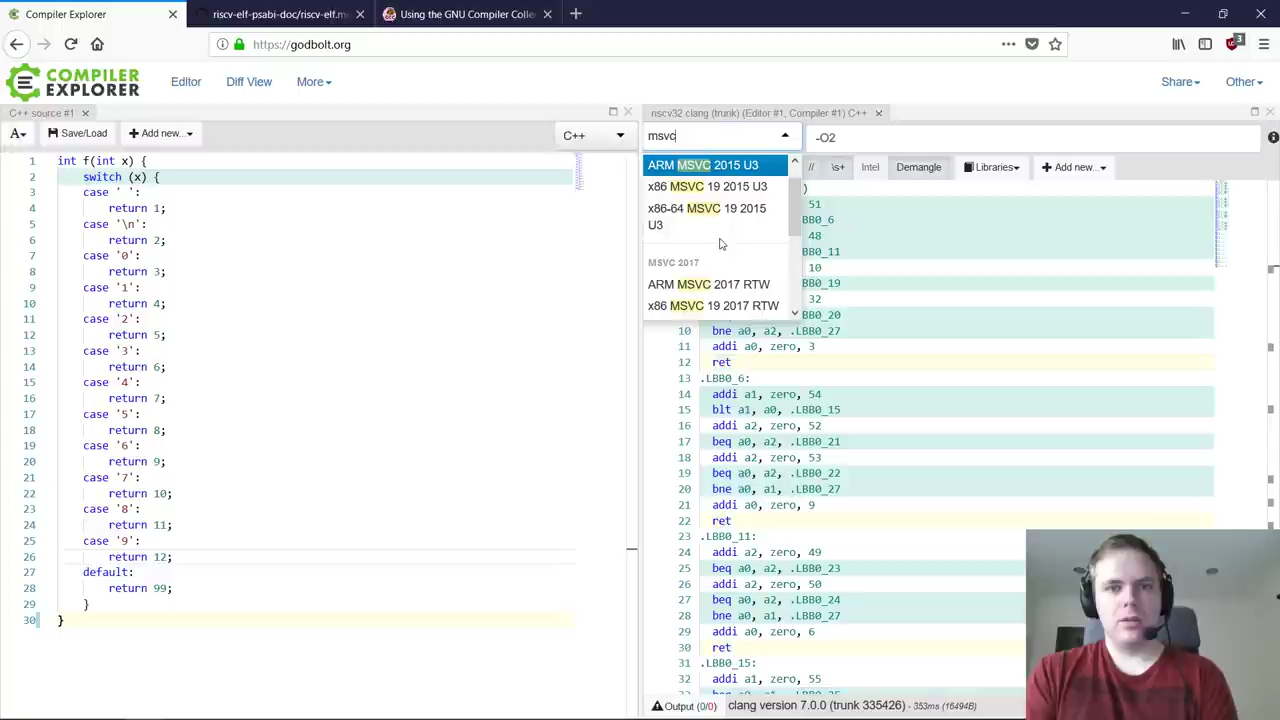 Compiler Explorer
riscv-elf-psabi-doc/riscv-elf.m
Using the GNU Compiler Colle
https://godbolt.org
3
COMPILER
EXPLORER
Editor
Diff View
More
Share
Other
C++ source #1
A
Save/Load
Add new...
C++
1 int f(int x) {
2 switch (x) {
3 case ' ':
4 return 1;
5 case '\n':
6 return 2;
7 case '0':
8 return 3;
9 case '1':
10 return 4;
11 case '2':
12 return 5;
13 case '3':
14 return 6;
15 case '4':
16 return 7;
17 case '5':
18 return 8;
19 case '6':
20 return 9;
21 case '7':
22 return 10;
23 case '8':
24 return 11;
25 case '9':
26 return 12;
27 default:
28 return 99;
29 }
30 }
riscv32 clang (trunk) (Editor #1, Compiler #1) C++
msvc
-O2
ARM MSVC 2015 U3
x86 MSVC 19 2015 U3
x86-64 MSVC 19 2015
U3
MSVC 2017
ARM MSVC 2017 RTW
x86 MSVC 19 2017 RTW
//
\s+
Intel
Demangle
Libraries
Add new...
)
51
BB0_6
48
BB0_11
10
BB0_19
32
BB0_20
10 bne a0, a2, .LBB0_27
11 addi a0, zero, 3
12 ret
13 .LBB0_6:
14 addi a1, zero, 54
15 blt a1, a0, .LBB0_15
16 addi a2, zero, 52
17 beq a0, a2, .LBB0_21
18 addi a2, zero, 53
19 beq a0, a2, .LBB0_22
20 bne a0, a1, .LBB0_27
21 addi a0, zero, 9
22 ret
23 .LBB0_11:
24 addi a2, zero, 49
25 beq a0, a2, .LBB0_23
26 addi a2, zero, 50
27 beq a0, a2, .LBB0_24
28 bne a0, a1, .LBB0_27
29 addi a0, zero, 6
30 ret
31 .LBB0_15:
32 addi a1, zero, 55
Output (0/0) clang version 7.0.0 (trunk 335426) - 353ms (16494B)